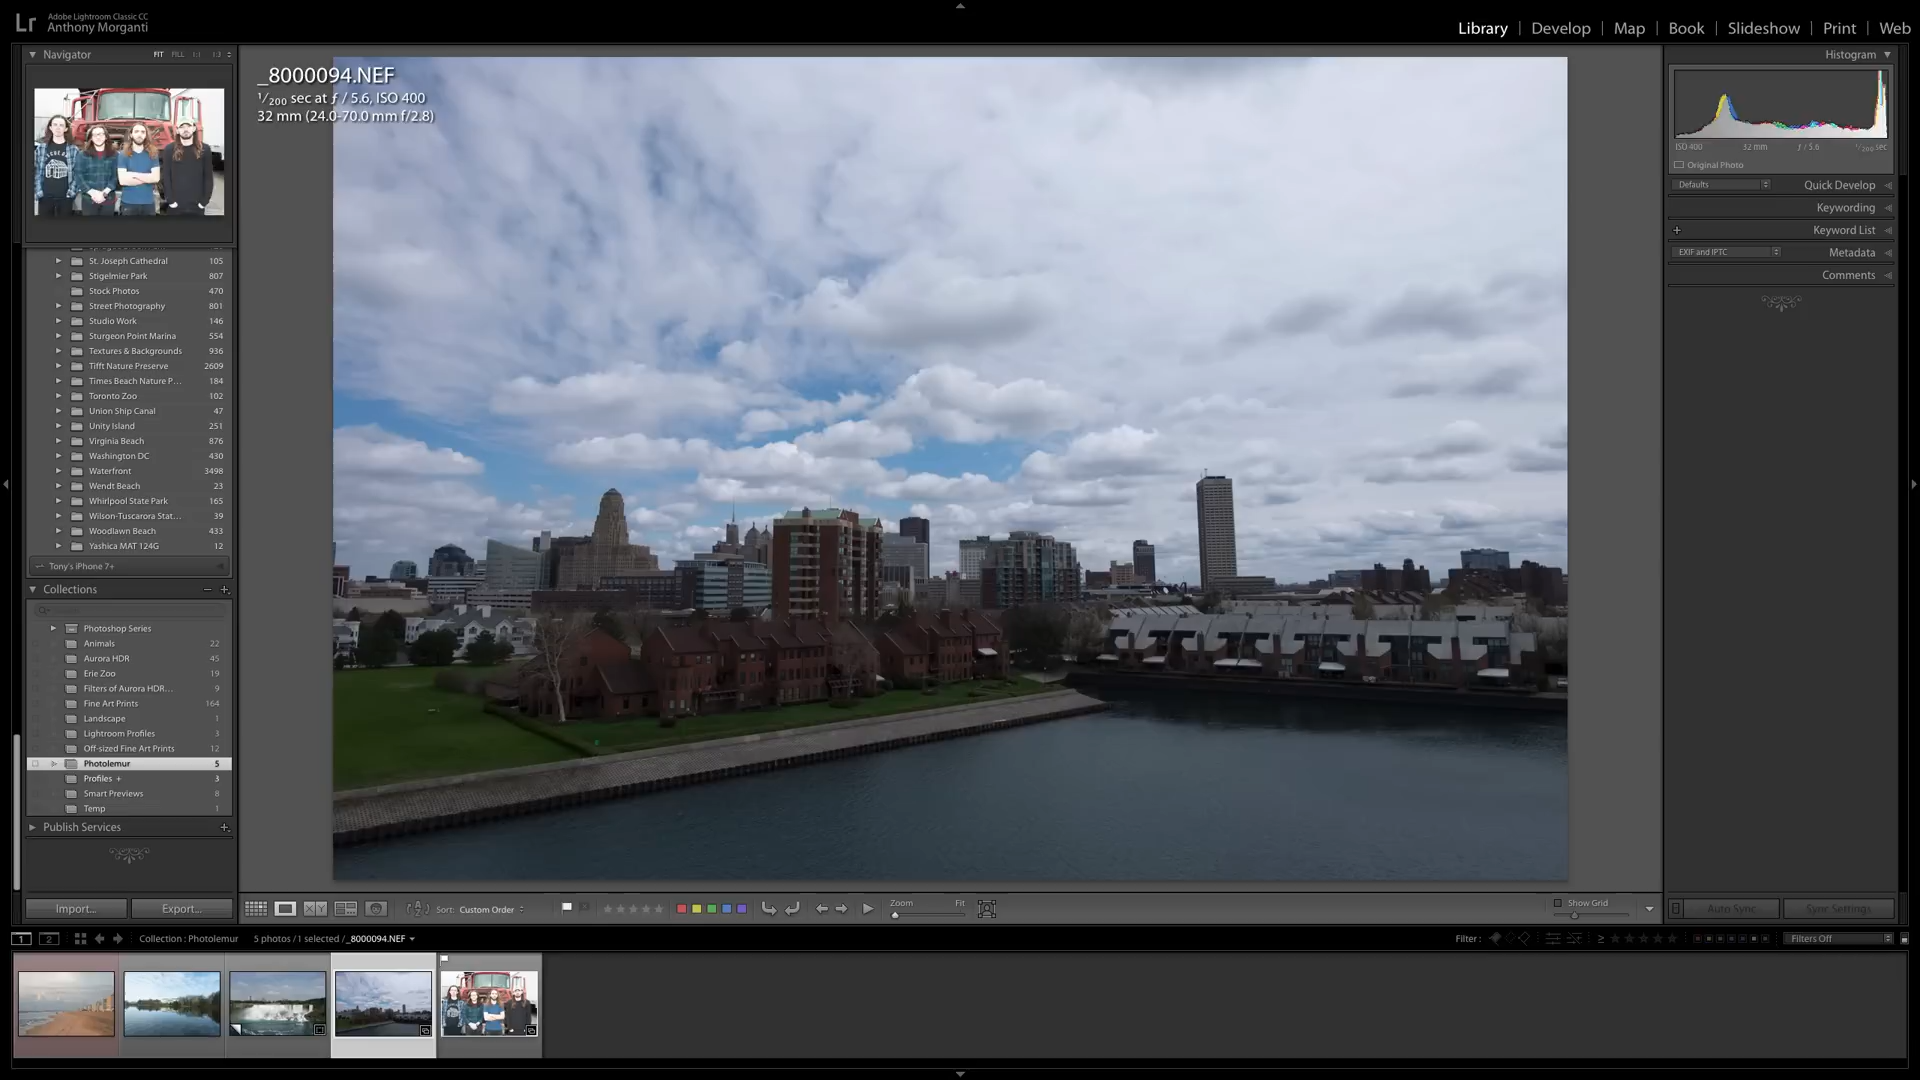 Lr
Adobe Lightroom Classic CC
Anthony Morganti
Library | Develop | Map | Book | Slideshow | Print | Web
Navigator FIT FILL 1:1 1:3
Histogram
_8000094.NEF
1/200 sec at ƒ / 5.6, ISO 400
32 mm (24.0-70.0 mm f/2.8)
ISO 400 32 mm ƒ / 5.6 1/200 sec
Original Photo
Defaults Quick Develop
Keywording
+ Keyword List
EXIF and IPTC Metadata
Comments
St. Joseph Cathedral 105
Stigelmier Park 807
Stock Photos 470
Street Photography 801
Studio Work 146
Sturgeon Point Marina 554
Textures & Backgrounds 936
Tifft Nature Preserve 2609
Times Beach Nature P... 184
Toronto Zoo 102
Union Ship Canal 47
Unity Island 251
Virginia Beach 876
Washington DC 430
Waterfront 3498
Wendt Beach 23
Whirlpool State Park 165
Wilson-Tuscarora Stat... 39
Woodlawn Beach 433
Yashica MAT 124G 12
Tony's iPhone 7+
Collections
Photoshop Series
Animals 22
Aurora HDR 45
Erie Zoo 19
Filters of Aurora HDR... 9
Fine Art Prints 164
Landscape 1
Lightroom Profiles 3
Off-sized Fine Art Prints 12
Photolemur 5
Profiles + 3
Smart Previews 8
Temp 1
Publish Services
Import... Export...
Sort: Custom Order
Zoom Fit
Show Grid
Auto Sync Sync Settings
1 2 Collection : Photolemur 5 photos / 1 selected / _8000094.NEF
Filter : Filters Off